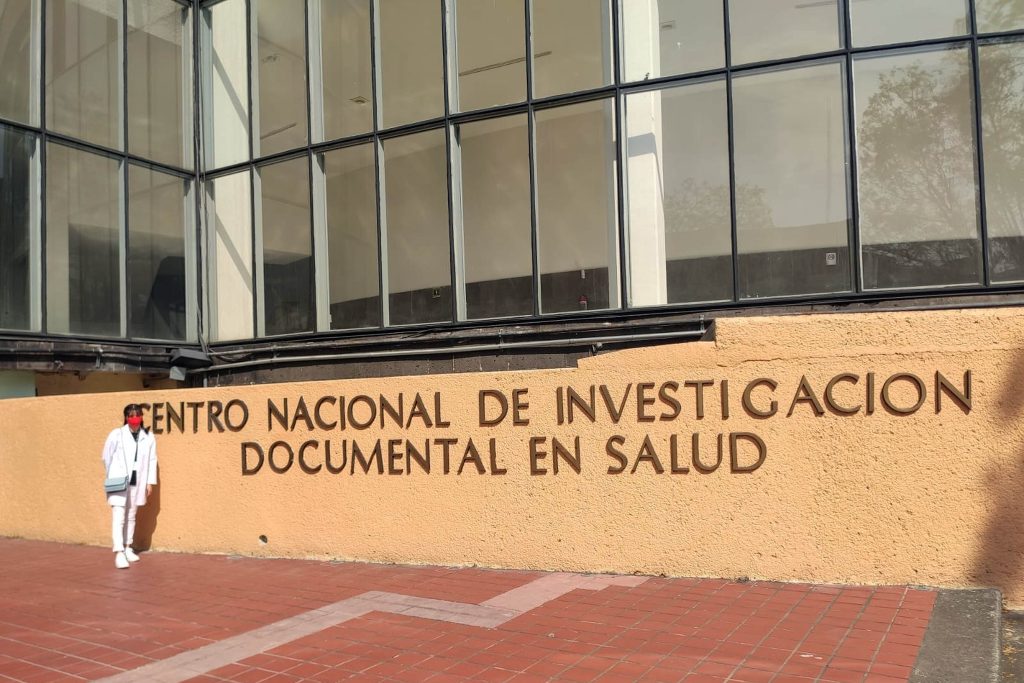 CENTRO NACIONAL DE INVESTIGACION
DOCUMENTAL EN SALUD